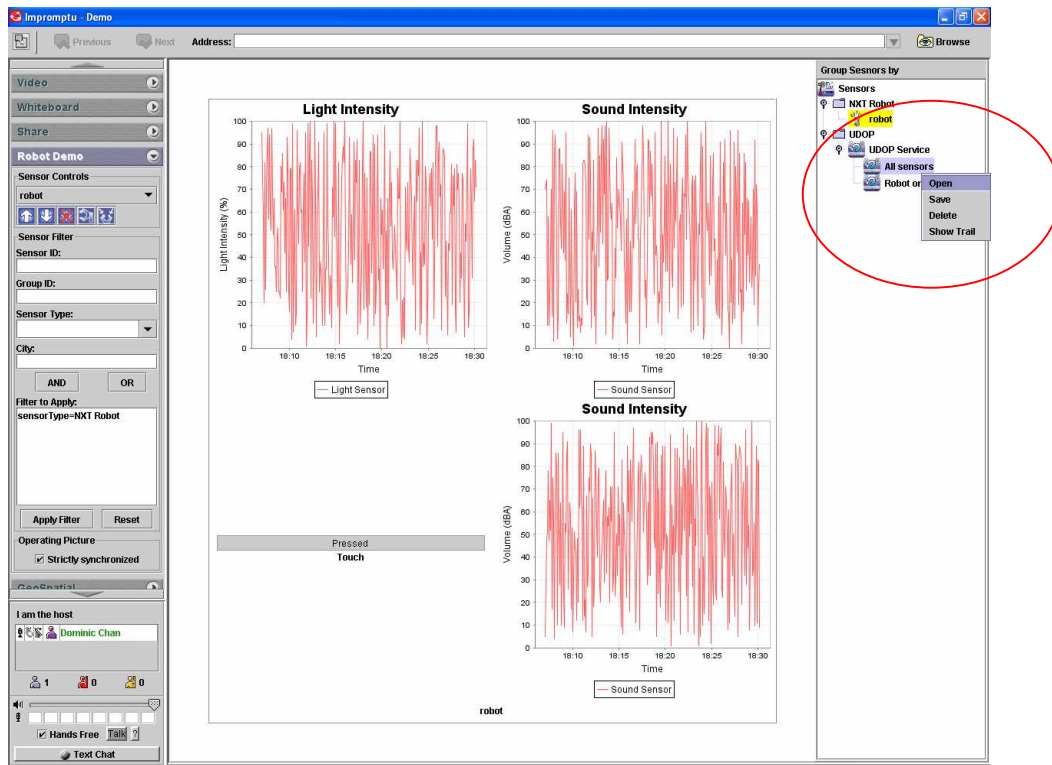 Impromptu - Demo
Previous
Next
Address:
Browse
Video
Whiteboard
Share
Robot Demo
Sensor Controls
robot
Sensor Filter
Sensor ID:
Group ID:
Sensor Type:
City:
AND
OR
Filter to Apply:
sensorType=NXT Robot
Apply Filter
Reset
Operating Picture
Strictly synchronized
GeoSpatial
I am the host
Dominic Chan
1
0
0
Hands Free
Talk
?
Text Chat
Light Intensity
Light Intensity (%)
100
90
80
70
60
50
40
30
20
10
0
18:10 18:15 18:20 18:25 18:30
Time
Light Sensor
Sound Intensity
Volume (dBA)
100
90
80
70
60
50
40
30
20
10
0
18:10 18:15 18:20 18:25 18:30
Time
Sound Sensor
Pressed
Touch
Sound Intensity
Volume (dBA)
100
90
80
70
60
50
40
30
20
10
0
18:10 18:15 18:20 18:25 18:30
Time
Sound Sensor
robot
Group Sesnors by
Sensors
NXT Robot
robot
UDOP
UDOP Service
All sensors
Robot or
Open
Save
Delete
Show Trail